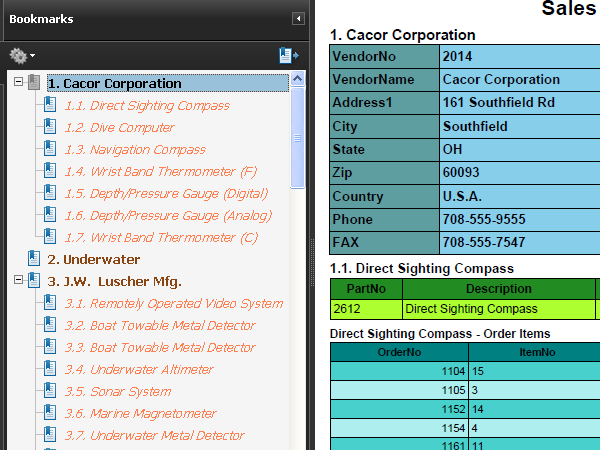 Bookmarks
1. Cacor Corporation
1.1. Direct Sighting Compass
1.2. Dive Computer
1.3. Navigation Compass
1.4. Wrist Band Thermometer (F)
1.5. Depth/Pressure Gauge (Digital)
1.6. Depth/Pressure Gauge (Analog)
1.7. Wrist Band Thermometer (C)
2. Underwater
3. J.W. Luscher Mfg.
3.1. Remotely Operated Video System
3.2. Boat Towable Metal Detector
3.3. Boat Towable Metal Detector
3.4. Underwater Altimeter
3.5. Sonar System
3.6. Marine Magnetometer
3.7. Underwater Metal Detector
Sales
1. Cacor Corporation
VendorNo 2014
VendorName Cacor Corporation
Address1 161 Southfield Rd
City Southfield
State OH
Zip 60093
Country U.S.A.
Phone 708-555-9555
FAX 708-555-7547
1.1. Direct Sighting Compass
PartNo Description
2612 Direct Sighting Compass
Direct Sighting Compass - Order Items
OrderNo ItemNo
1104 15
1105 3
1152 14
1154 4
1161 11